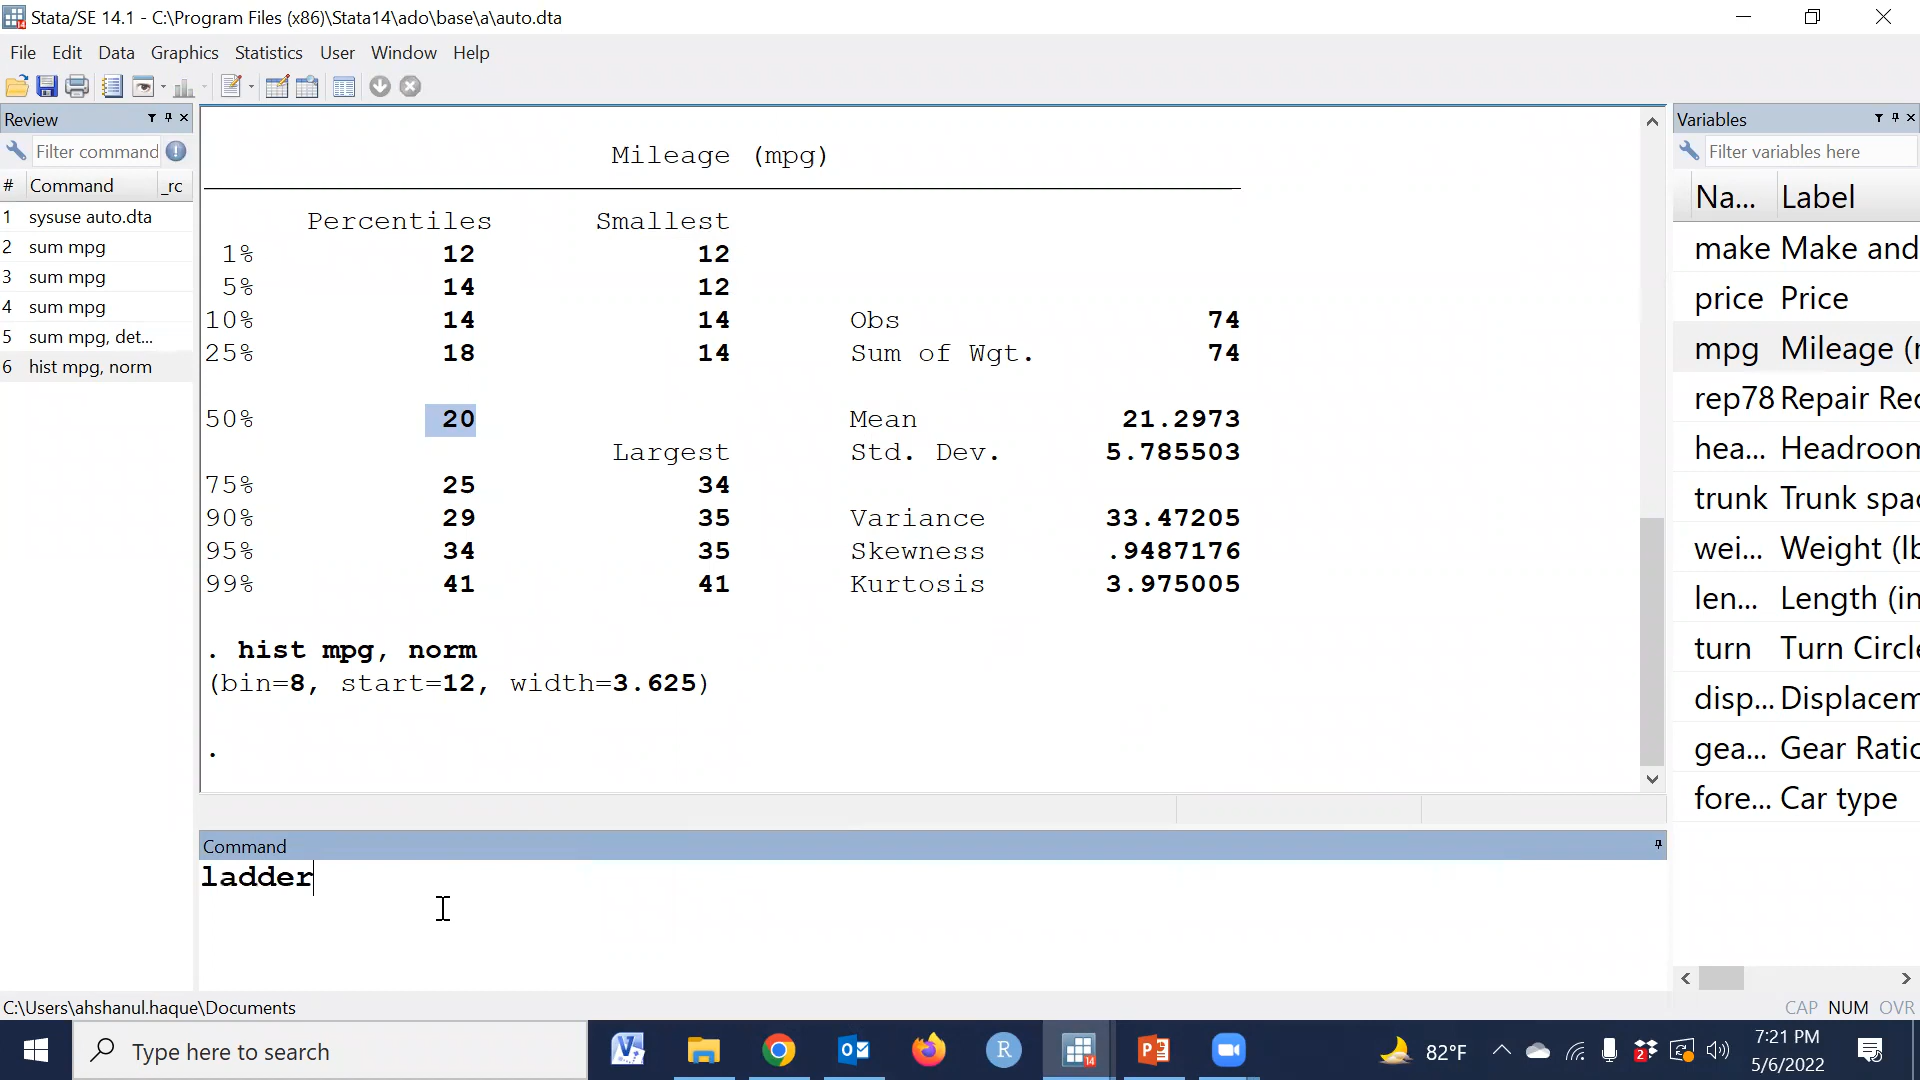 Stata/SE 14.1 - C:\Program Files (x86)\Stata14\ado\base\a\auto.dta
File Edit Data Graphics Statistics User Window Help
Review
Filter command
# Command _rc
1 sysuse auto.dta
2 sum mpg
3 sum mpg
4 sum mpg
5 sum mpg, det...
6 hist mpg, norm
Mileage (mpg)
Percentiles Smallest
1% 12 12
5% 14 12
10% 14 14 Obs 74
25% 18 14 Sum of Wgt. 74
50% 20 Mean 21.2973
Largest Std. Dev. 5.785503
75% 25 34
90% 29 35 Variance 33.47205
95% 34 35 Skewness .9487176
99% 41 41 Kurtosis 3.975005
. hist mpg, norm
(bin=8, start=12, width=3.625)
.
Command
ladder
Variables
Filter variables here
Na... Label
make Make and
price Price
mpg Mileage (
rep78 Repair Rec
hea... Headroom
trunk Trunk spac
wei... Weight (lb
len... Length (in
turn Turn Circle
disp... Displacem
gea... Gear Ratio
fore... Car type
C:\Users\ahshanul.haque\Documents
CAP NUM OVR
Type here to search
14
82°F
2
7:21 PM
5/6/2022